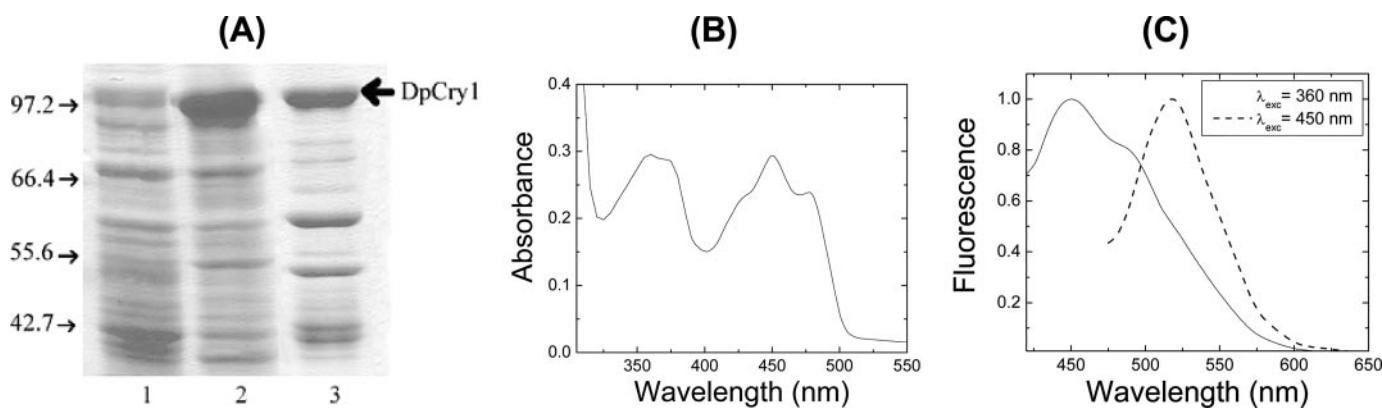 (A)
97.2→
66.4→
55.6→
42.7→
DpCry1
1 2 3
(B)
Absorbance
0.4
0.3
0.2
0.1
0.0
350 400 450 500 550
Wavelength (nm)
(C)
Fluorescence
1.0
0.8
0.6
0.4
0.2
450 500 550 600 650
Wavelength (nm)
λexc= 360 nm
λexc= 450 nm